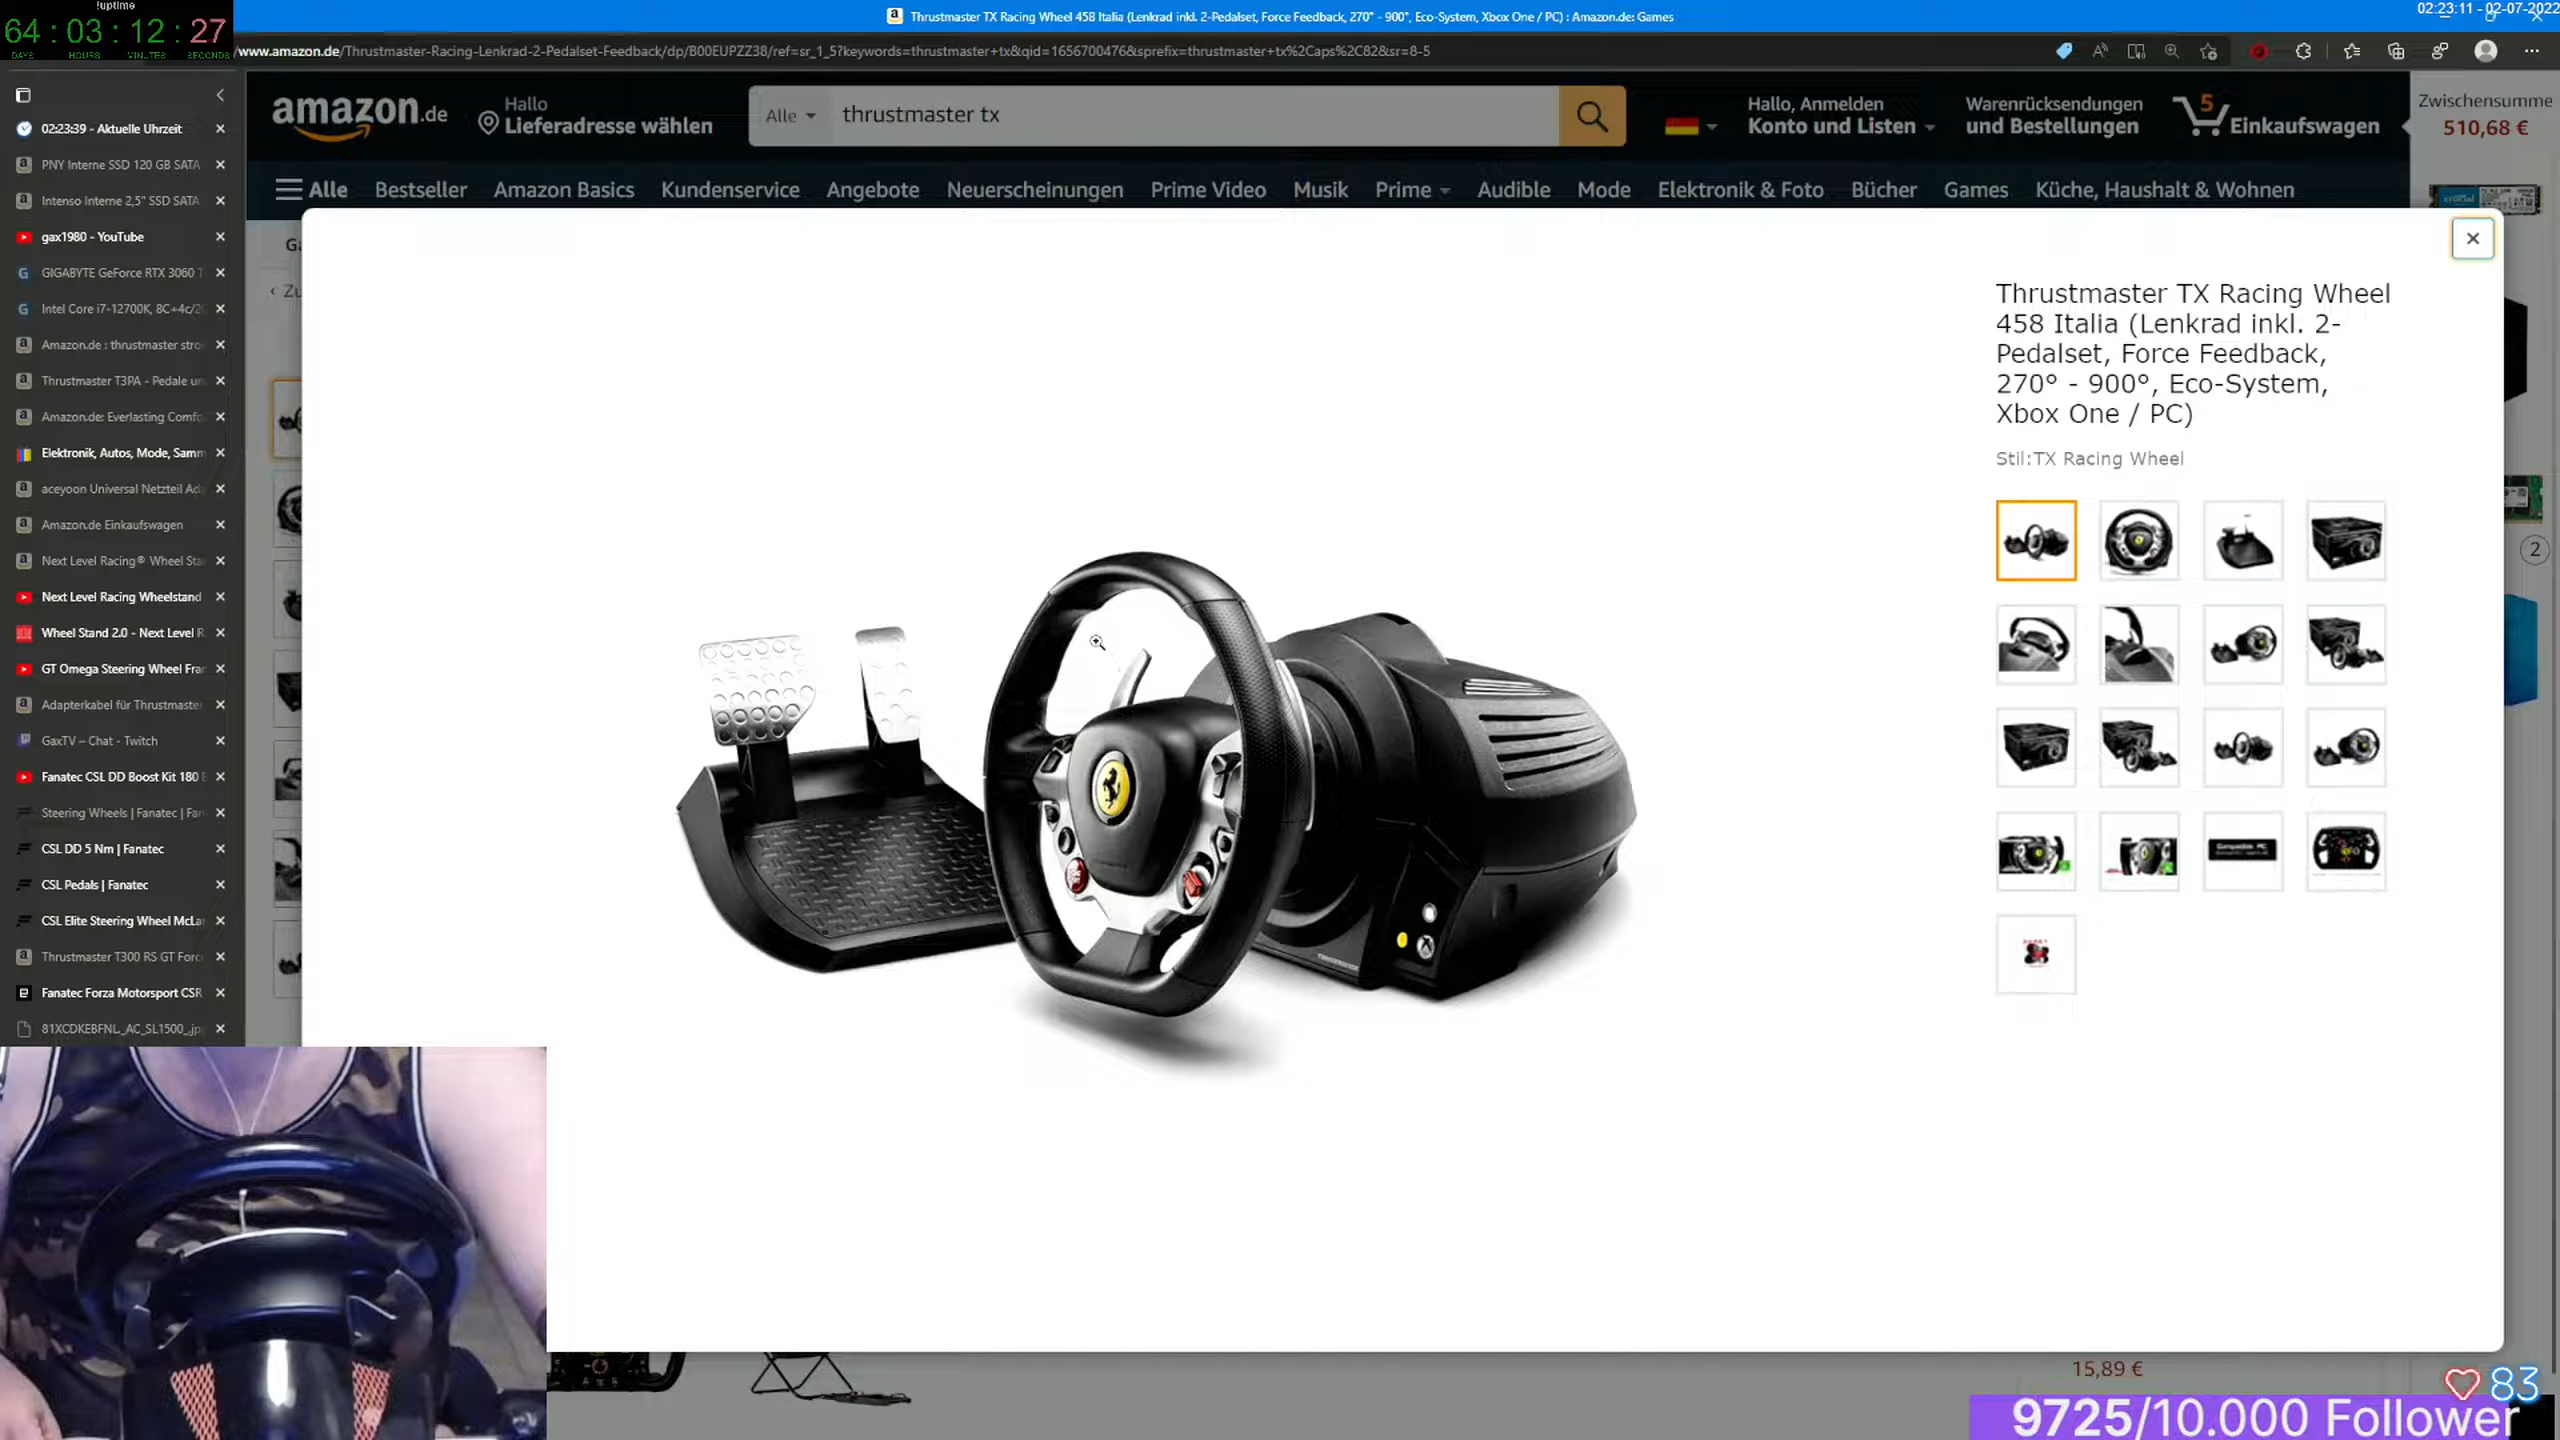 !uptime
64:03:12:27
DAYS HOURS MINUTES SECONDS
Thrustmaster TX Racing Wheel 458 Italia (Lenkrad inkl. 2-Pedalset, Force Feedback, 270° - 900°, Eco-System, Xbox One / PC) : Amazon.de: Games
02:23:11 - 02-07-2022
www.amazon.de/Thrustmaster-Racing-Lenkrad-2-Pedalset-Feedback/dp/B00EUPZZ38/ref=sr_1_5?keywords=thrustmaster+tx&qid=1656700476&sprefix=thrustmaster+tx%2Caps%2C82&sr=8-5
02:23:39 - Aktuelle Uhrzeit
PNY Interne SSD 120 GB SATA
Intenso Interne 2,5" SSD SATA
gax1980 - YouTube
GIGABYTE GeForce RTX 3060 T
Intel Core i7-12700K, 8C+4c/2
Amazon.de : thrustmaster stro
Thrustmaster T3PA - Pedale un
Amazon.de: Everlasting Comfo
Elektronik, Autos, Mode, Samm
aceyoon Universal Netzteil Ad
Amazon.de Einkaufswagen
Next Level Racing® Wheel Sta
Next Level Racing Wheelstand
Wheel Stand 2.0 - Next Level R
GT Omega Steering Wheel Fra
Adapterkabel für Thrustmaster
GaxTV – Chat - Twitch
Fanatec CSL DD Boost Kit 180
Steering Wheels | Fanatec | Fan
CSL DD 5 Nm | Fanatec
CSL Pedals | Fanatec
CSL Elite Steering Wheel McLa
Thrustmaster T300 RS GT Forc
Fanatec Forza Motorsport CSR
81XCDKEBFNL._AC_SL1500_.jp
amazon.de
Hallo
Lieferadresse wählen
Alle
thrustmaster tx
Hallo, Anmelden
Konto und Listen
Warenrücksendungen
und Bestellungen
5
Einkaufswagen
Zwischensumme
510,68 €
Alle Bestseller Amazon Basics Kundenservice Angebote Neuerscheinungen Prime Video Musik Prime Audible Mode Elektronik & Foto Bücher Games Küche, Haushalt & Wohnen
Ga
‹ Zu
Thrustmaster TX Racing Wheel
458 Italia (Lenkrad inkl. 2-
Pedalset, Force Feedback,
270° - 900°, Eco-System,
Xbox One / PC)
Stil:TX Racing Wheel
2
15,89 €
83
9725/10.000 Follower